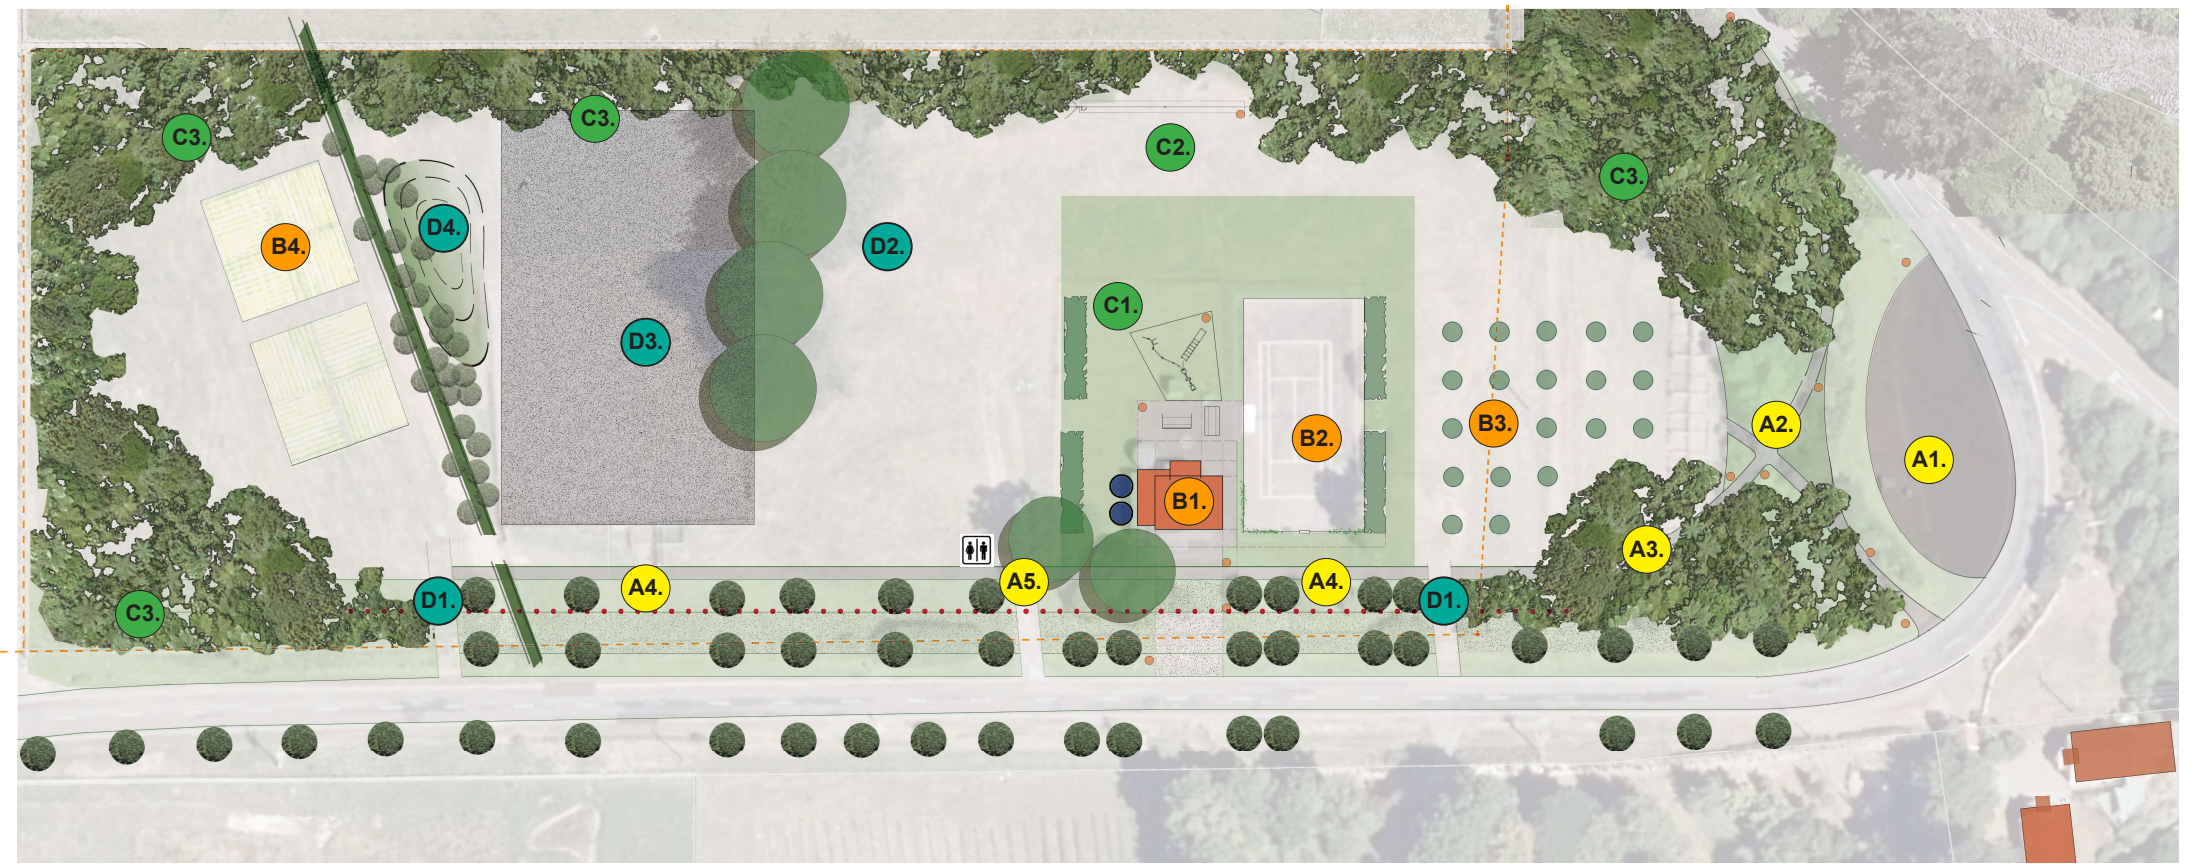 C3.
C3.
C2.
C3.
D4.
B4.
D2.
C1.
D3.
B3.
A2.
B2.
A1.
B1.
A3.
A4.
A5.
A4.
D1.
D1.
C3.